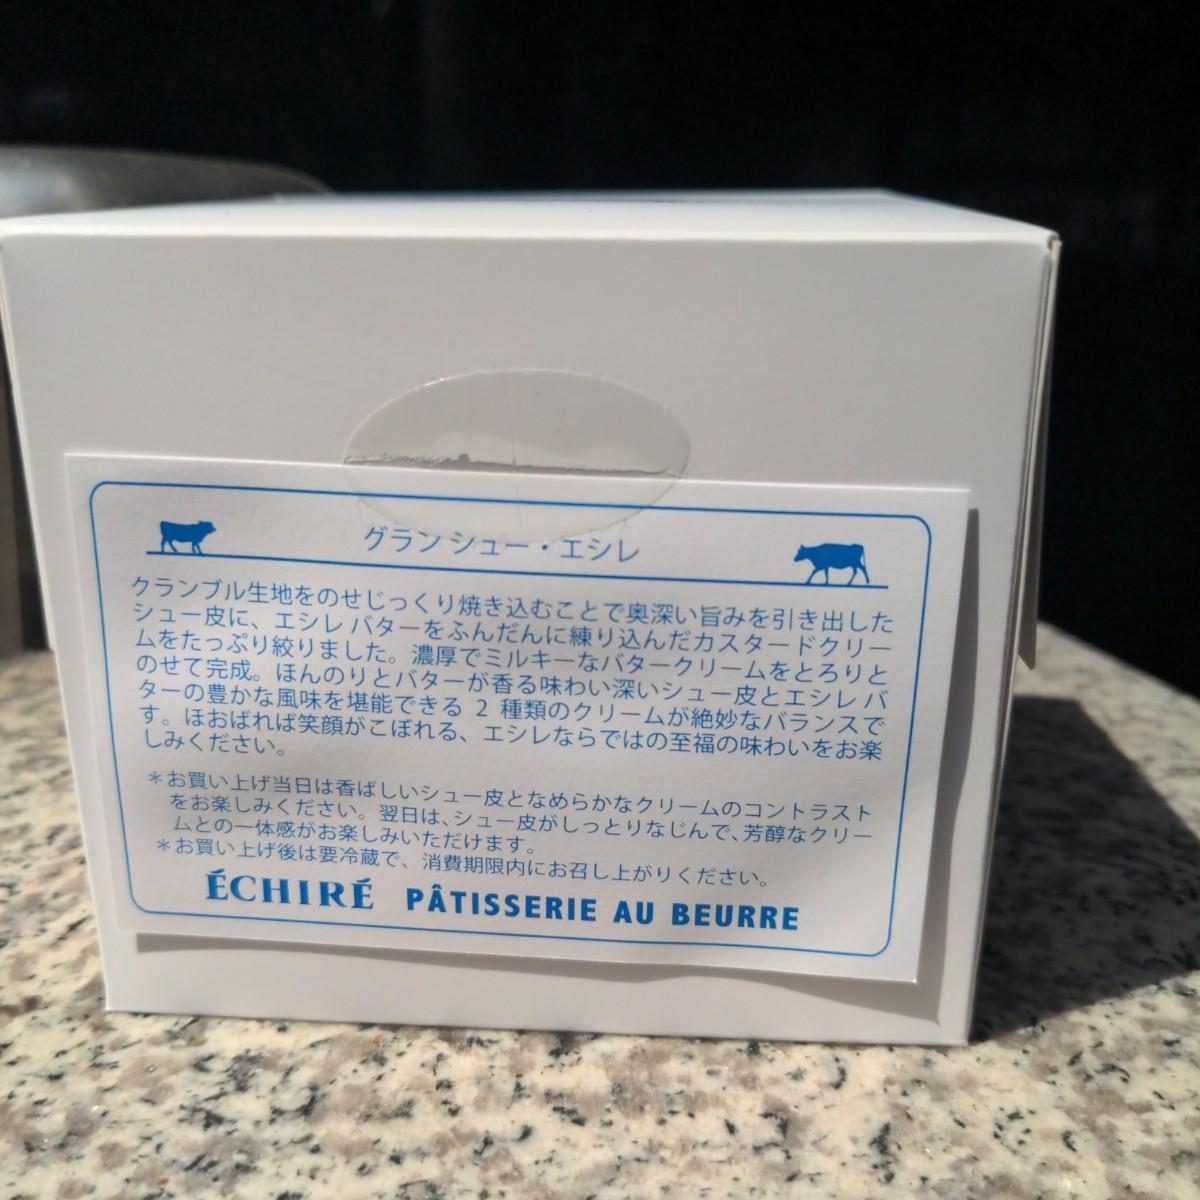 グラン シュー・エシレ
クランブル生地をのせじっくり焼き込むことで奥深い旨みを引き出した
シュー皮に、エシレ バターをふんだんに練り込んだカスタードクリー
ムをたっぷり絞りました。濃厚でミルキーなバタークリームをとろりと
のせて完成。ほんのりとバターが香る味わい深いシュー皮とエシレ バ
ターの豊かな風味を堪能できる 2 種類のクリームが絶妙なバランスで
す。ほおばれば笑顔がこぼれる、エシレならではの至福の味わいをお楽
しみください。
＊お買い上げ当日は香ばしいシュー皮となめらかなクリームのコントラスト
をお楽しみください。翌日は、シュー皮がしっとりなじんで、芳醇なクリー
ムとの一体感がお楽しみいただけます。
＊お買い上げ後は要冷蔵で、消費期限内にお召し上がりください。
ÉCHIRÉ PÂTISSERIE AU BEURRE